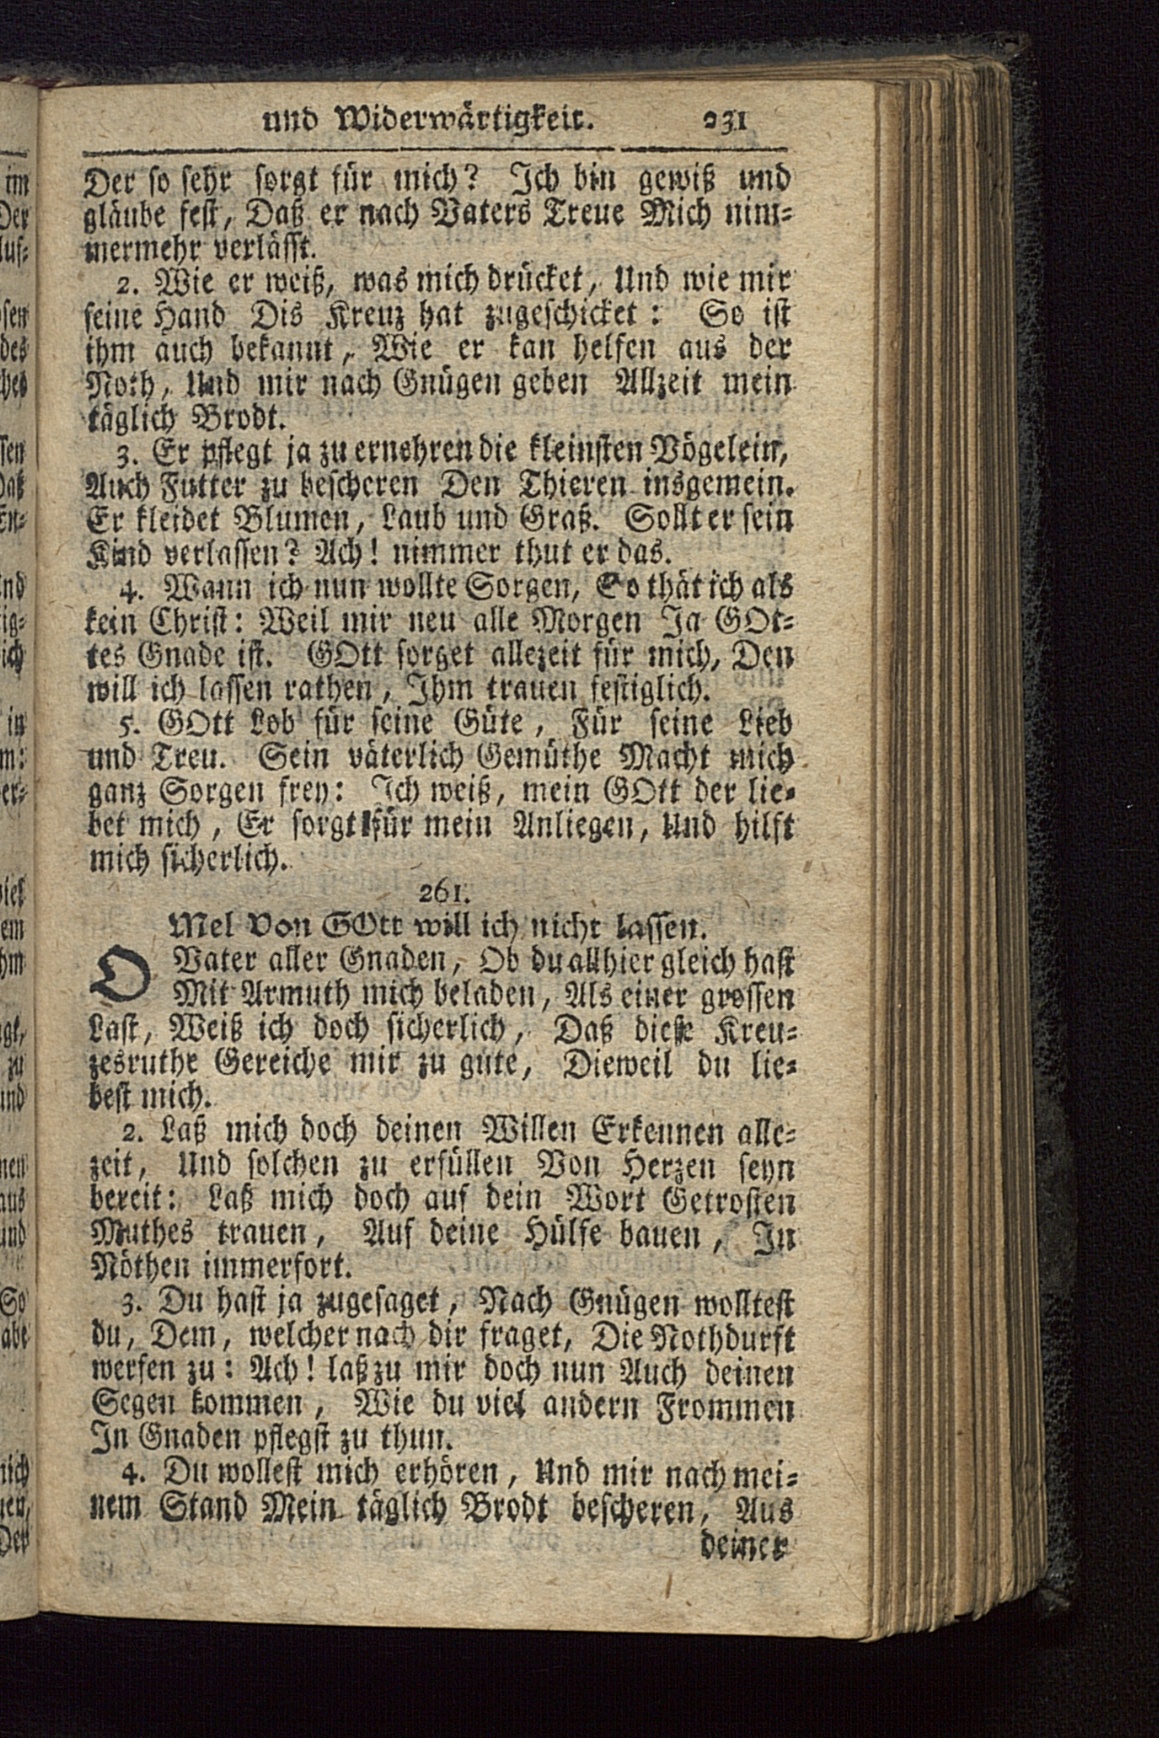 und Widerwärtigkeit. 231
Der so sehr sorgt für mich? Ich bin gewiß und
gläube fest, Daß er nach Vaters Treue Mich nim-
mermehr verlässt.
2. Wie er weiß, was mich drücket, Und wie mir
seine Hand Dis Kreuz hat zugeschicket: So ist
ihm auch bekannt, Wie er kan helfen aus der
Noth, Und mir nach Gnügen geben Allzeit mein
täglich Brodt.
3. Er pflegt ja zu ernehren die kleinsten Vögelein,
Auch Futter zu bescheren Den Thieren insgemein.
Er kleidet Blumen, Laub und Graß. Sollt er sein
Kind verlassen? Ach! nimmer thut er das.
4. Wann ich nun wollte Sorgen, So thät ich als
kein Christ: Weil mir neu alle Morgen Ja GOt-
tes Gnade ist. GOtt sorget allezeit für mich, Den
will ich lassen rathen, Ihm trauen festiglich.
5. GOtt Lob für seine Güte, Für seine Lieb
und Treu. Sein väterlich Gemüthe Macht mich
ganz Sorgen frey: Ich weiß, mein GOtt der lie-
bet mich, Er sorgt für mein Anliegen, Und hilft
mich sicherlich.
261.
Mel Von GOtt will ich nicht lassen.
O Vater aller Gnaden, Ob du allhier gleich hast
Mit Armuth mich beladen, Als einer grossen
Last, Weiß ich doch sicherlich, Daß diese Kreu-
zesruthe Gereiche mir zu gute, Dieweil du lie-
best mich.
2. Laß mich doch deinen Willen Erkennen alle-
zeit, Und solchen zu erfüllen Von Herzen seyn
bereit: Laß mich doch auf dein Wort Getrosten
Muthes trauen, Auf deine Hülfe bauen, In
Nöthen immerfort.
3. Du hast ja zugesaget, Nach Gnügen wolltest
du, Dem, welcher nach dir fraget, Die Nothdurft
werfen zu: Ach! laß zu mir doch nun Auch deinen
Segen kommen, Wie du viel andern Frommen
In Gnaden pflegst zu thun.
4. Du wollest mich erhören, Und mir nach mei-
nem Stand Mein täglich Brodt bescheren, Aus
deiner